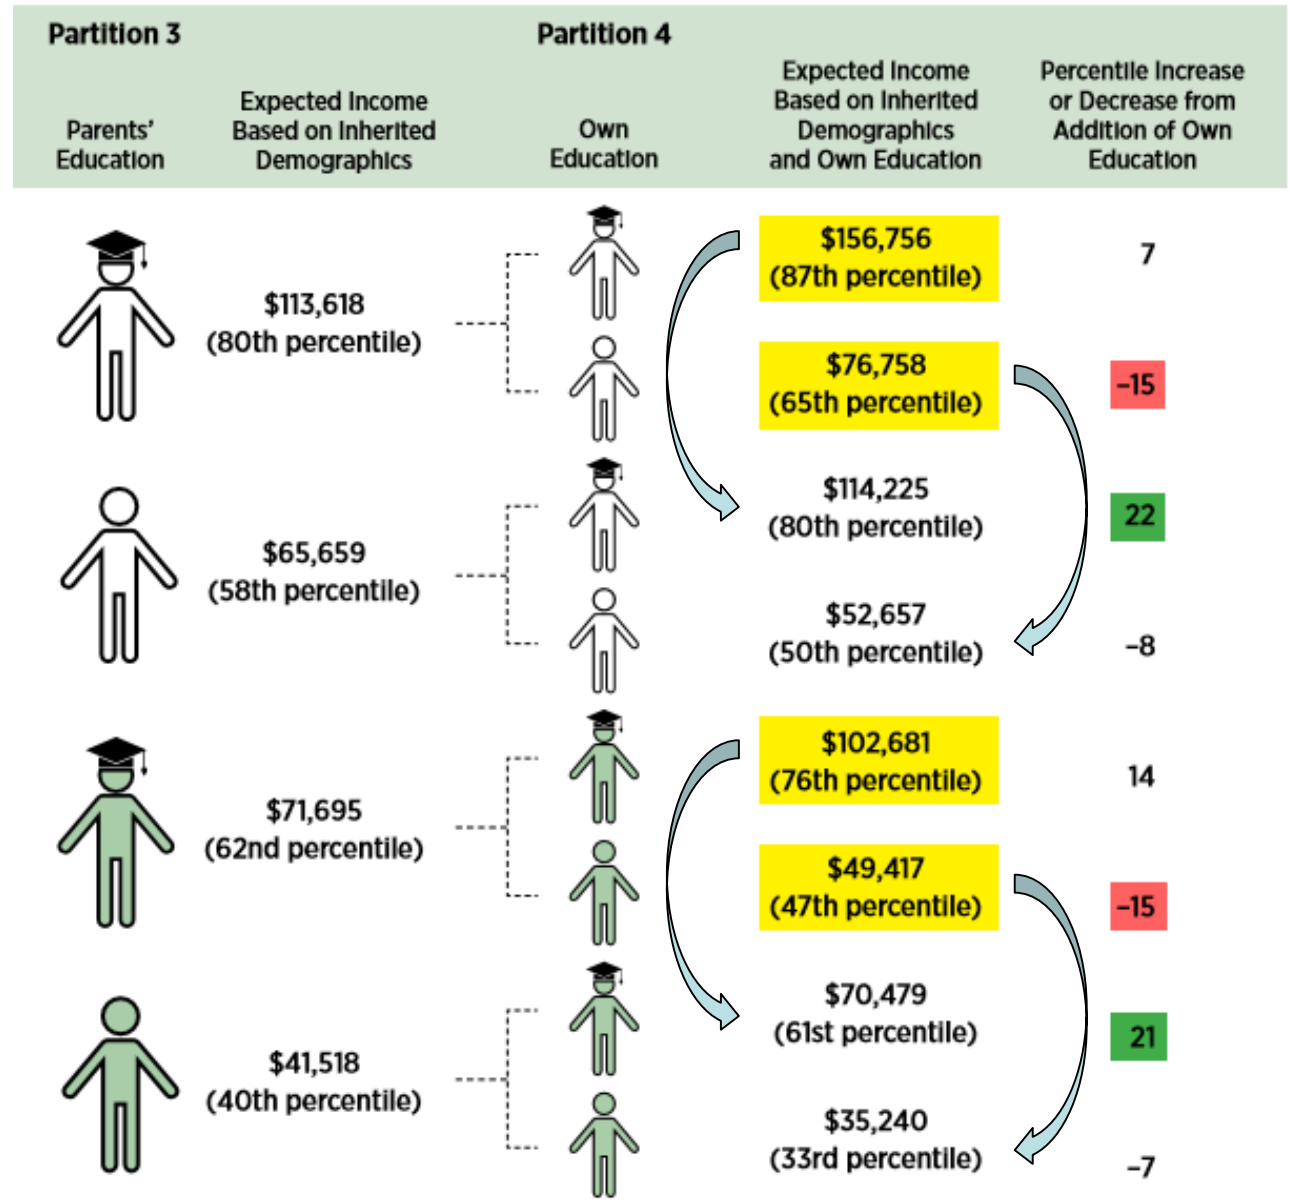 Partition 3
Partition 4
Parents'
Education
Expected Income
Based on Inherited
Demographics
Own
Education
Expected Income
Based on Inherited
Demographics
and Own Education
Percentile Increase
or Decrease from
Addition of Own
Education
$113,618
(80th percentile)
$156,756
(87th percentile)
7
$76,758
(65th percentile)
–15
$65,659
(58th percentile)
$114,225
(80th percentile)
22
$52,657
(50th percentile)
–8
$71,695
(62nd percentile)
$102,681
(76th percentile)
14
$49,417
(47th percentile)
–15
$41,518
(40th percentile)
$70,479
(61st percentile)
21
$35,240
(33rd percentile)
–7